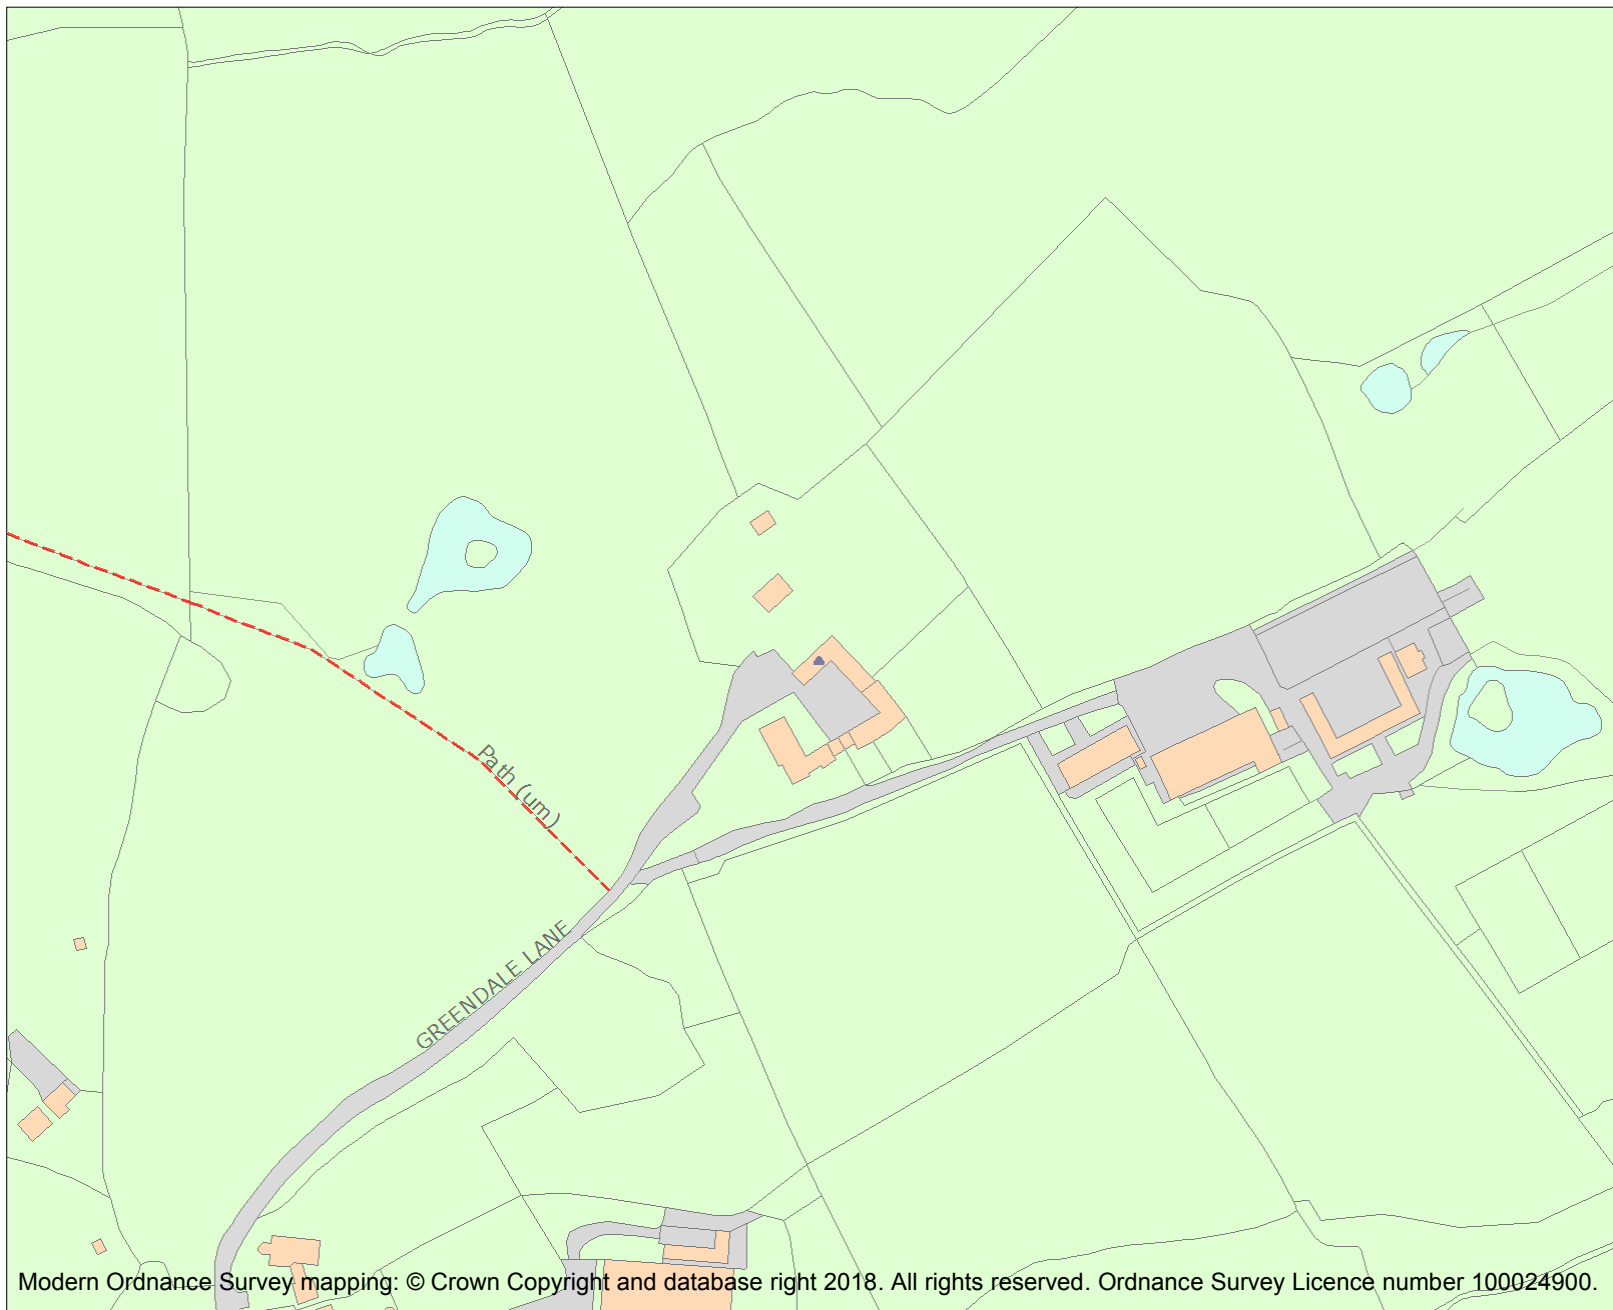 Path (um)
GREENDALE LANE
Modern Ordnance Survey mapping: © Crown Copyright and database right 2018. All rights reserved. Ordnance Survey Licence number 100024900.